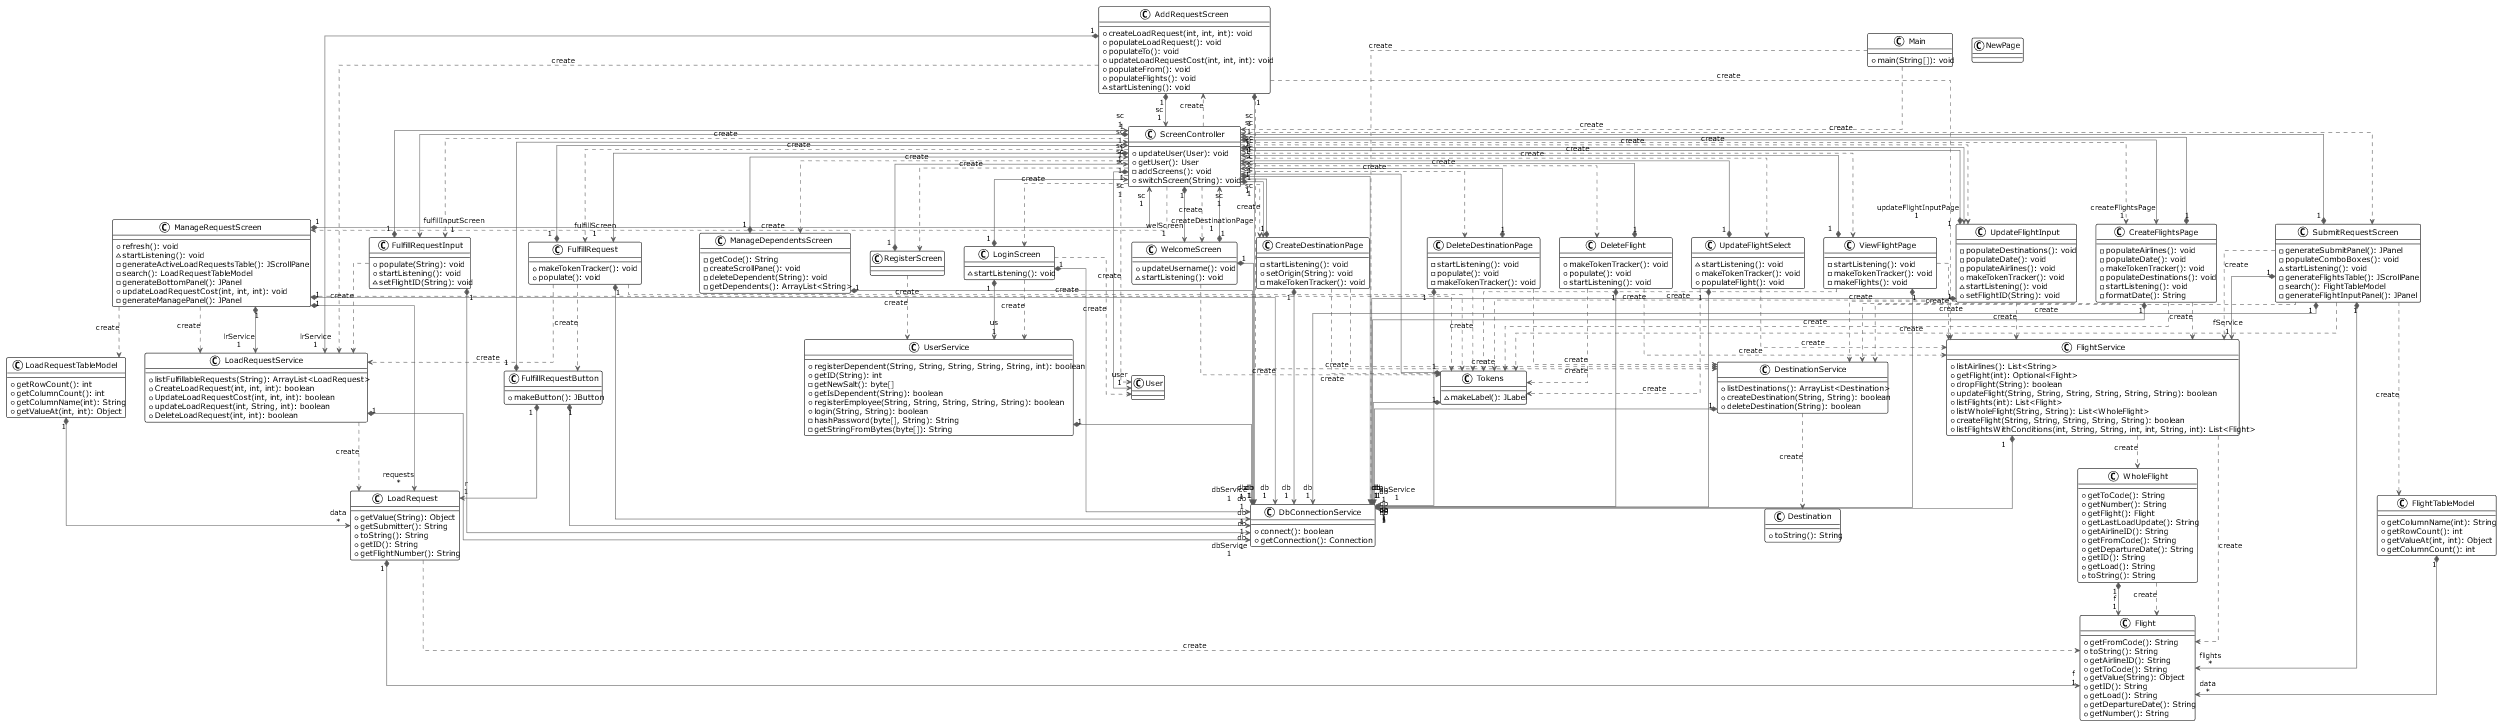 AddRequestScreen
createLoadRequest(int, int, int): void
populateLoadRequest(): void
populateTo(): void
updateLoadRequestCost(int, int, int): void
populateFrom(): void
populateFlights(): void
startListening(): void
Main
main(String[]): void
NewPage
ScreenController
updateUser(User): void
getUser(): User
addScreens(): void
switchScreen(String): void
ManageRequestScreen
refresh(): void
startListening(): void
generateActiveLoadRequestsTable(): JScrollPane
search(): LoadRequestTableModel
generateBottomPanel(): JPanel
updateLoadRequestCost(int, int, int): void
generateManagePanel(): JPanel
FulfillRequestInput
populate(String): void
startListening(): void
setFlightID(String): void
FulfillRequest
makeTokenTracker(): void
populate(): void
ManageDependentsScreen
getCode(): String
createScrollPane(): void
deleteDependent(String): void
getDependents(): ArrayList<String>
RegisterScreen
LoginScreen
startListening(): void
WelcomeScreen
updateUsername(): void
startListening(): void
CreateDestinationPage
startListening(): void
setOrigin(String): void
makeTokenTracker(): void
DeleteDestinationPage
startListening(): void
populate(): void
makeTokenTracker(): void
DeleteFlight
makeTokenTracker(): void
populate(): void
startListening(): void
UpdateFlightSelect
startListening(): void
makeTokenTracker(): void
populateFlights(): void
ViewFlightPage
startListening(): void
makeTokenTracker(): void
makeFlights(): void
UpdateFlightInput
populateDestinations(): void
populateDate(): void
populateAirlines(): void
makeTokenTracker(): void
startListening(): void
setFlightID(String): void
CreateFlightsPage
populateAirlines(): void
populateDate(): void
makeTokenTracker(): void
populateDestinations(): void
startListening(): void
formatDate(): String
SubmitRequestScreen
generateSubmitPanel(): JPanel
populateComboBoxes(): void
startListening(): void
generateFlightsTable(): JScrollPane
search(): FlightTableModel
generateFlightInputPanel(): JPanel
fulfillInputScreen
fulfillScreen
welScreen
createDestinationPage
updateFlightInputPage
createFlightsPage
LoadRequestTableModel
getRowCount(): int
getColumnCount(): int
getColumnName(int): String
getValueAt(int, int): Object
LoadRequestService
listFulfillableRequests(String): ArrayList<LoadRequest>
CreateLoadRequest(int, int, int): boolean
UpdateLoadRequestCost(int, int, int): boolean
updateLoadRequest(int, String, int): boolean
DeleteLoadRequest(int, int): boolean
FulfillRequestButton
makeButton(): JButton
UserService
registerDependent(String, String, String, String, String, int): boolean
getID(String): int
getNewSalt(): byte[]
getIsDependent(String): boolean
registerEmployee(String, String, String, String, String): boolean
login(String, String): boolean
hashPassword(byte[], String): String
getStringFromBytes(byte[]): String
User
Tokens
makeLabel(): JLabel
DestinationService
listDestinations(): ArrayList<Destination>
createDestination(String, String): boolean
deleteDestination(String): boolean
FlightService
listAirlines(): List<String>
getFlight(int): Optional<Flight>
dropFlight(String): boolean
updateFlight(String, String, String, String, String, String): boolean
listFlights(int): List<Flight>
listWholeFlight(String, String): List<WholeFlight>
createFlight(String, String, String, String, String): boolean
listFlightsWithConditions(int, String, String, int, int, String, int): List<Flight>
LoadRequest
getValue(String): Object
getSubmitter(): String
toString(): String
getID(): String
getFlightNumber(): String
DbConnectionService
connect(): boolean
getConnection(): Connection
Destination
toString(): String
WholeFlight
getToCode(): String
getNumber(): String
getFlight(): Flight
getLastLoadUpdate(): String
getAirlineID(): String
getFromCode(): String
getDepartureDate(): String
getID(): String
getLoad(): String
toString(): String
FlightTableModel
getColumnName(int): String
getRowCount(): int
getValueAt(int, int): Object
getColumnCount(): int
Flight
getFromCode(): String
toString(): String
getAirlineID(): String
getToCode(): String
getValue(String): Object
getID(): String
getLoad(): String
getDepartureDate(): String
getNumber(): String